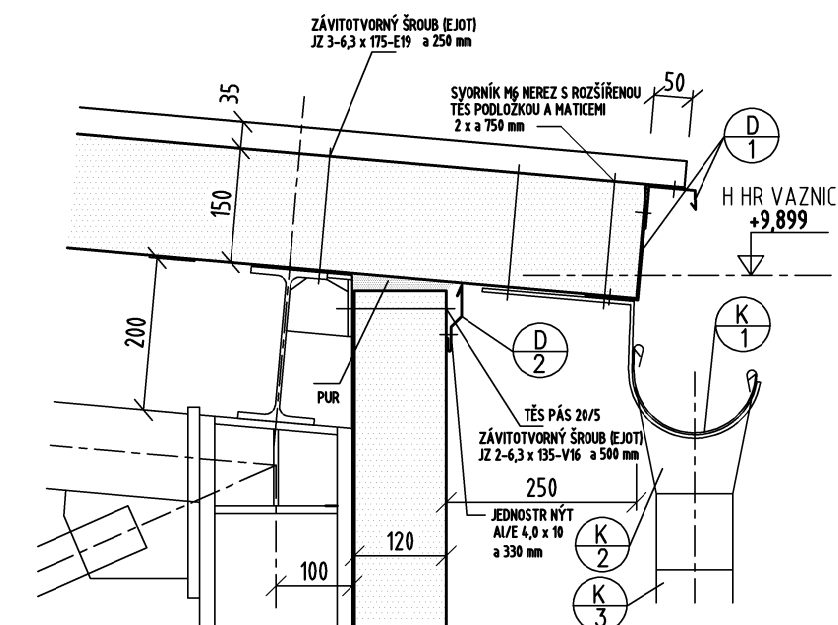 ZÁVITOTVORNÝ ŠROUB (EJOT)
JZ 3-6,3 x 175-E19 a 250 mm
35
SVORNÍK M6 NEREZ S ROZŠÍŘENOU
TĚS PODLOŽKOU A MATICEMI
2 x a 750 mm
50
D
1
H HR VAZNIC
+9,899
150
200
K
1
D
2
PUR
TĚS PÁS 20/5
ZÁVITOTVORNÝ ŠROUB (EJOT)
JZ 2-6,3 x 135-V16 a 500 mm
250
JEDNOSTR NÝT
Al/E 4,0 x 10
a 330 mm
120
100
K
2
K
3